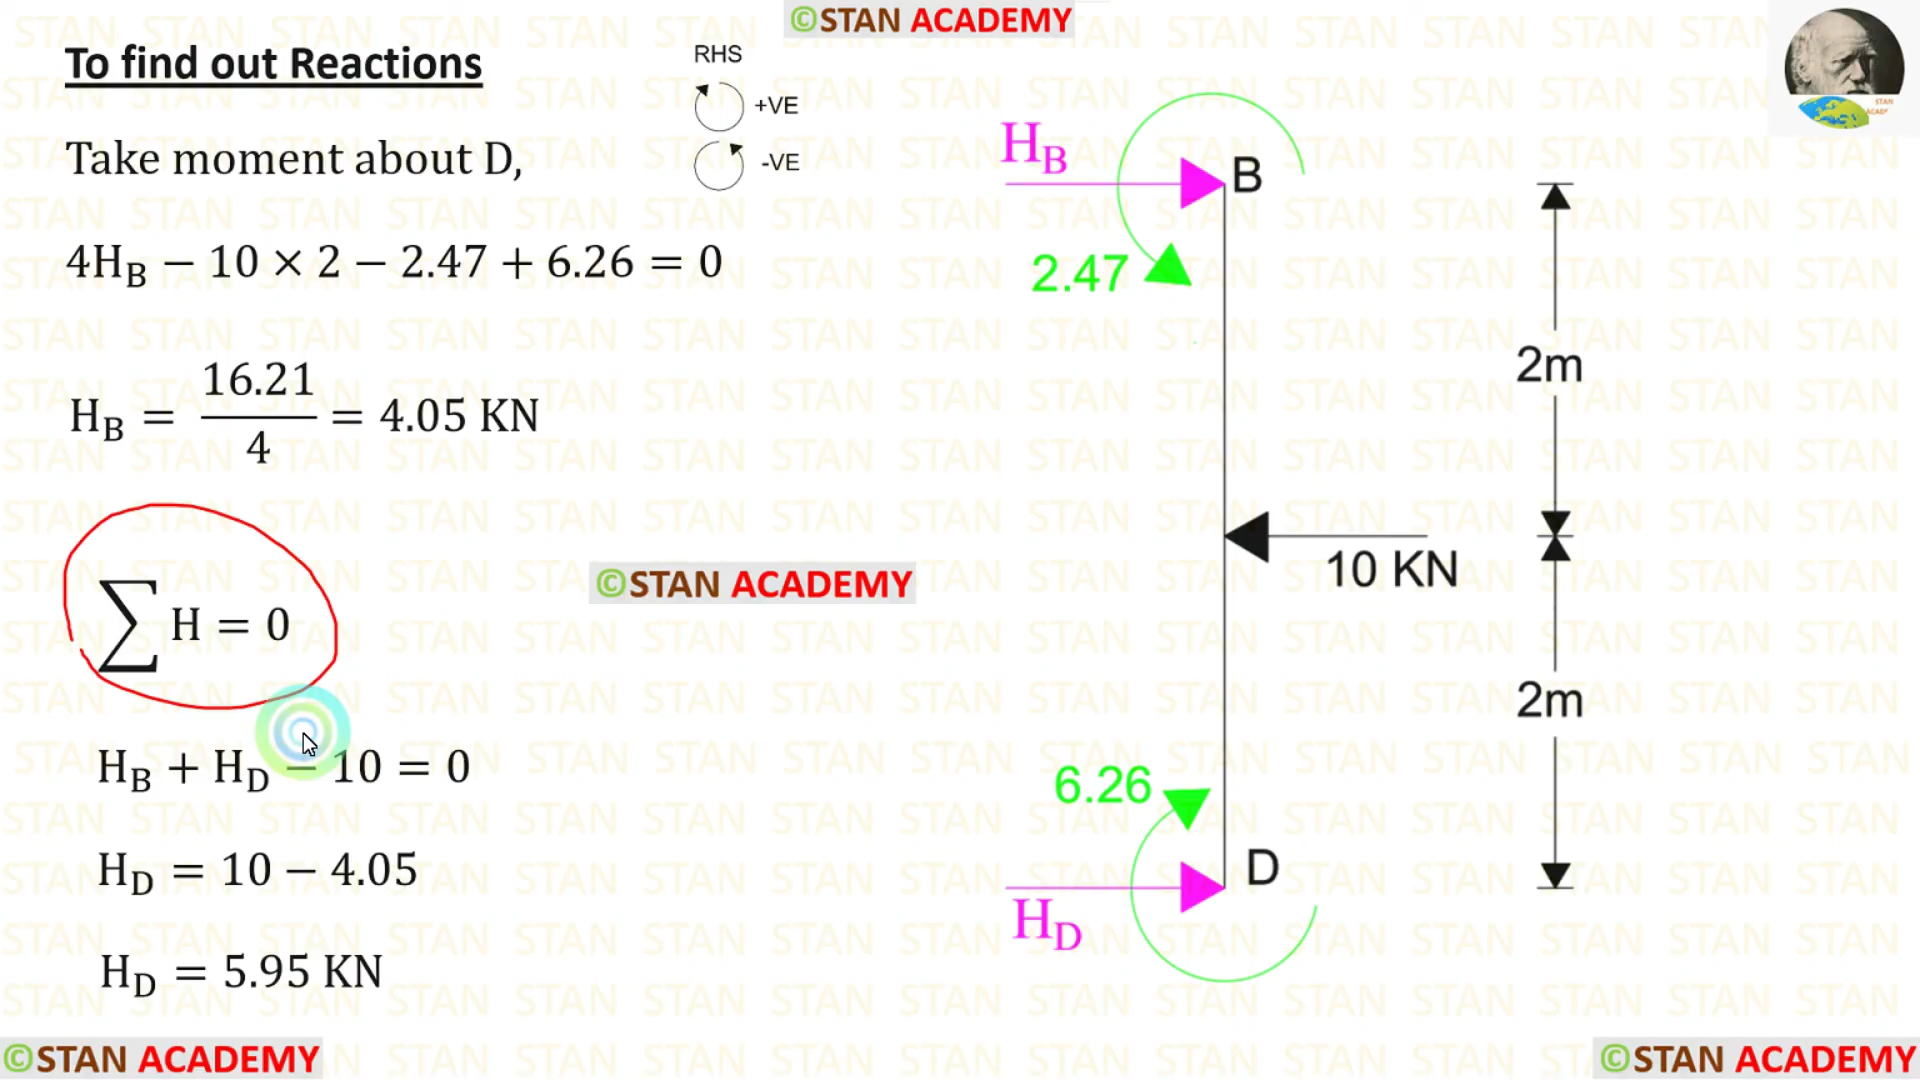 ©STAN ACADEMY
To find out Reactions
RHS
+VE
-VE
Take moment about D,
4H_B − 10 × 2 − 2.47 + 6.26 = 0
H_B = 16.21/4 = 4.05 KN
∑ H = 0
H_B + H_D − 10 = 0
H_D = 10 − 4.05
H_D = 5.95 KN
©STAN ACADEMY
H_B
B
2.47
2m
10 KN
2m
6.26
D
H_D
STAN
©STAN ACADEMY
©STAN ACADEMY